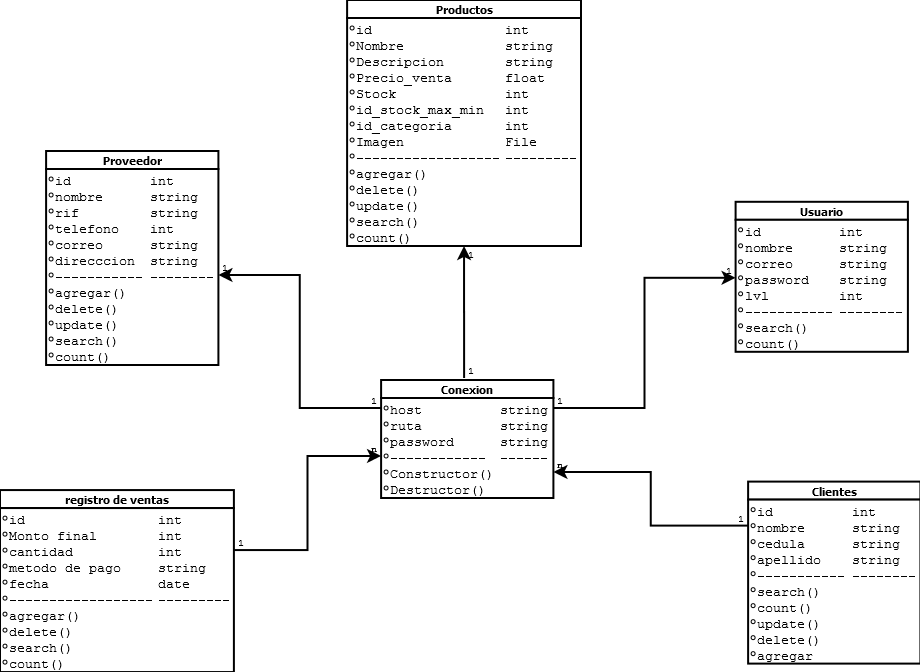 Productos
id int
Nombre string
Descripcion string
Precio_venta float
Stock int
id_stock_max_min int
id_categoria int
Imagen File
------------------ ---------
agregar()
delete()
update()
search()
count()
1
Proveedor
id int
nombre string
rif string
telefono int
correo string
direcccion string
----------- --------
agregar()
delete()
update()
search()
count()
1
Usuario
id int
nombre string
correo string
password string
lvl int
----------- --------
search()
count()
1
1
1
1
Conexion
host string
ruta string
password string
------------ ------
Constructor()
Destructor()
n
n
registro de ventas
id int
Monto final int
cantidad int
metodo de pago string
fecha date
------------------ ---------
agregar()
delete()
search()
count()
1
Clientes
id int
nombre string
cedula string
apellido string
----------- --------
search()
count()
update()
delete()
agregar
1